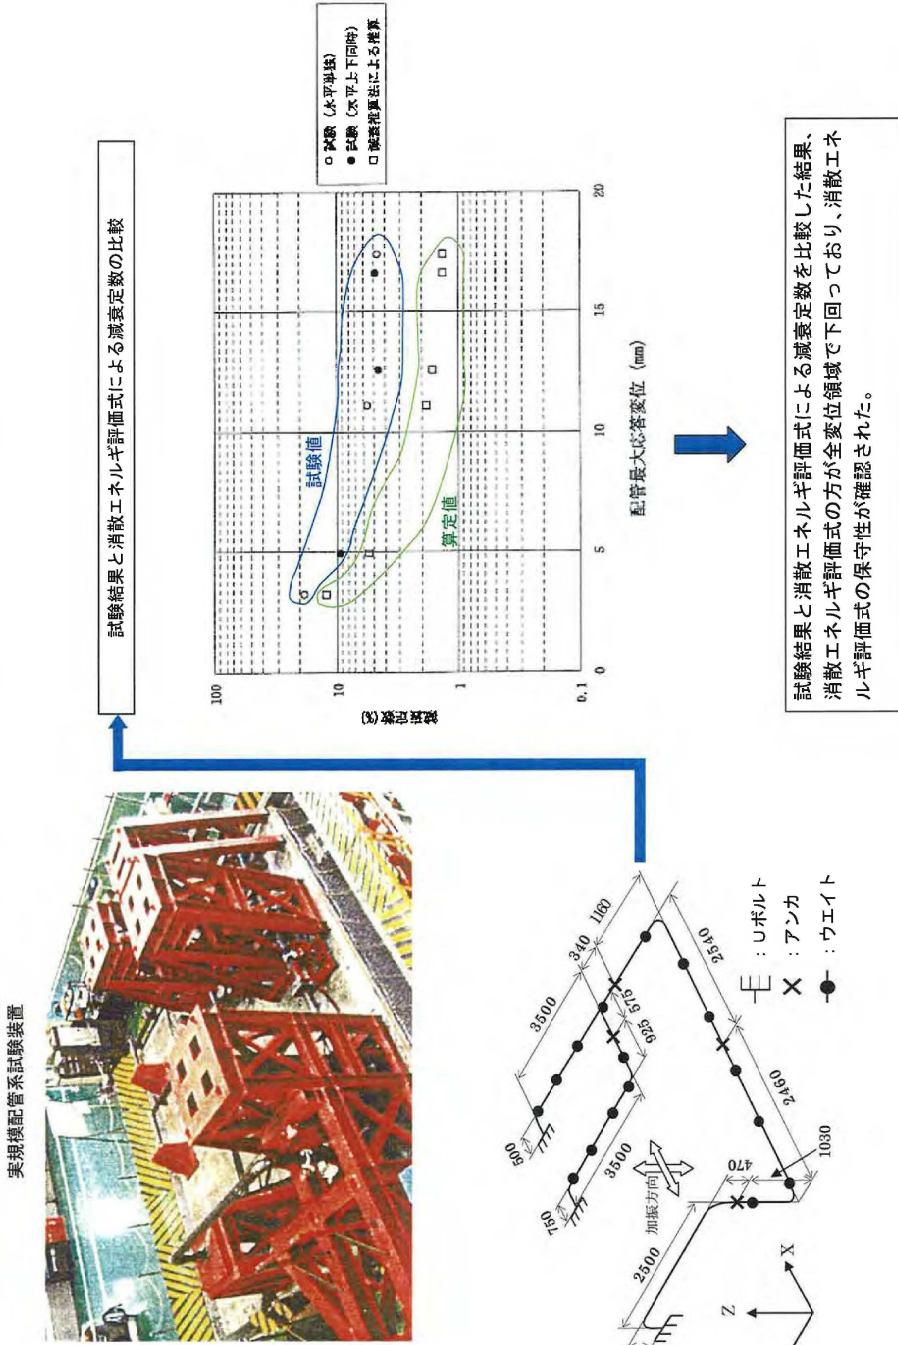 実規模配管系試験装置
500
3500
340
1160
750
3500
925
575
加振方向
2500
470
1030
2460
2540
Z
X
：Uボルト
：アンカ
：ウエイト
試験結果と消散エネルギ評価式による減衰定数の比較
試験（水平単独）
試験（水平上下同時）
減衰推算法による推算
減衰定数(%)
100
10
1
0.1
0
5
10
15
20
試験値
算定値
配管最大応答変位 (mm)
試験結果と消散エネルギ評価式による減衰定数を比較した結果、
消散エネルギ評価式の方が全変位領域で下回っており、消散エネ
ルギ評価式の保守性が確認された。